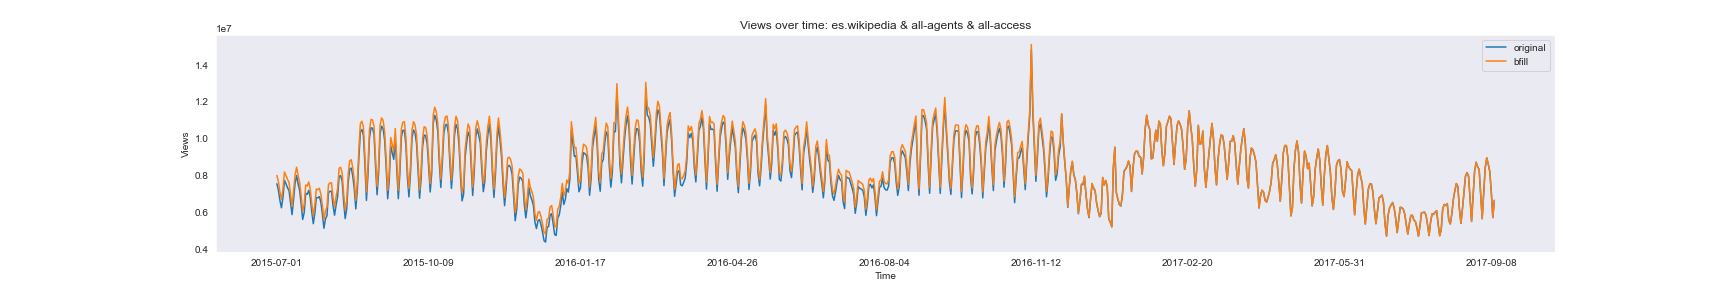 Views over time: es.wikipedia & all-agents & all-access
1e7
original
bfill
1.4
1.2
1.0
0.8
0.6
0.4
Views
2015-07-01 2015-10-09 2016-01-17 2016-04-26 2016-08-04 2016-11-12 2017-02-20 2017-05-31 2017-09-08
Time